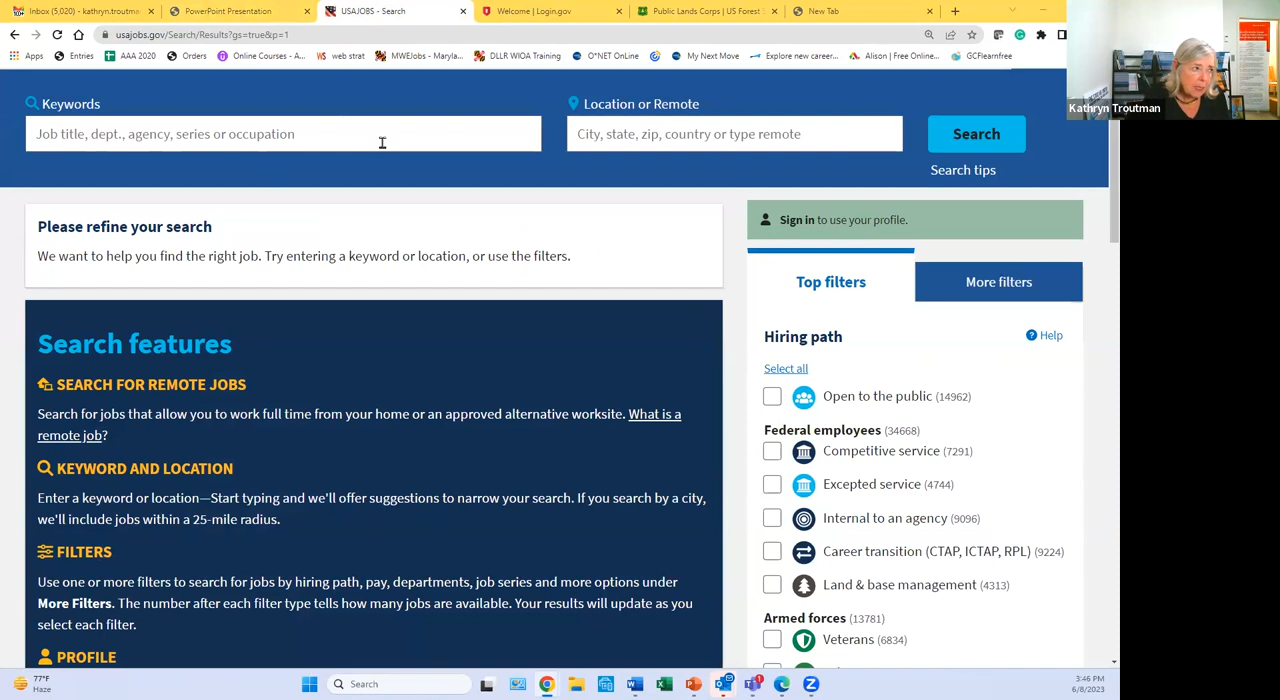 Inbox (5,020) - kathryn.troutman
PowerPoint Presentation
USAJOBS - Search
Welcome | Login.gov
Public Lands Corps | US Forest
New Tab
usajobs.gov/Search/Results?gs=true&p=1
Apps
Entries
AAA 2020
Orders
Online Courses - A...
web strat
MWEJobs - Maryla...
DLLR WIOA Training
O*NET OnLine
My Next Move
Explore new career...
Alison | Free Online...
GCFlearnfree
Kathryn Troutman
Keywords
Location or Remote
Job title, dept., agency, series or occupation
City, state, zip, country or type remote
Search
Search tips
Please refine your search
We want to help you find the right job. Try entering a keyword or location, or use the filters.
Sign in to use your profile.
Top filters
More filters
Search features
SEARCH FOR REMOTE JOBS
Search for jobs that allow you to work full time from your home or an approved alternative worksite. What is a
remote job?
KEYWORD AND LOCATION
Enter a keyword or location—Start typing and we'll offer suggestions to narrow your search. If you search by a city,
we'll include jobs within a 25-mile radius.
FILTERS
Use one or more filters to search for jobs by hiring path, pay, departments, job series and more options under
More Filters. The number after each filter type tells how many jobs are available. Your results will update as you
select each filter.
PROFILE
Hiring path
Help
Select all
Open to the public (14962)
Federal employees (34668)
Competitive service (7291)
Excepted service (4744)
Internal to an agency (9096)
Career transition (CTAP, ICTAP, RPL) (9224)
Land & base management (4313)
Armed forces (13781)
Veterans (6834)
77°F
Haze
Search
3:46 PM
6/8/2023